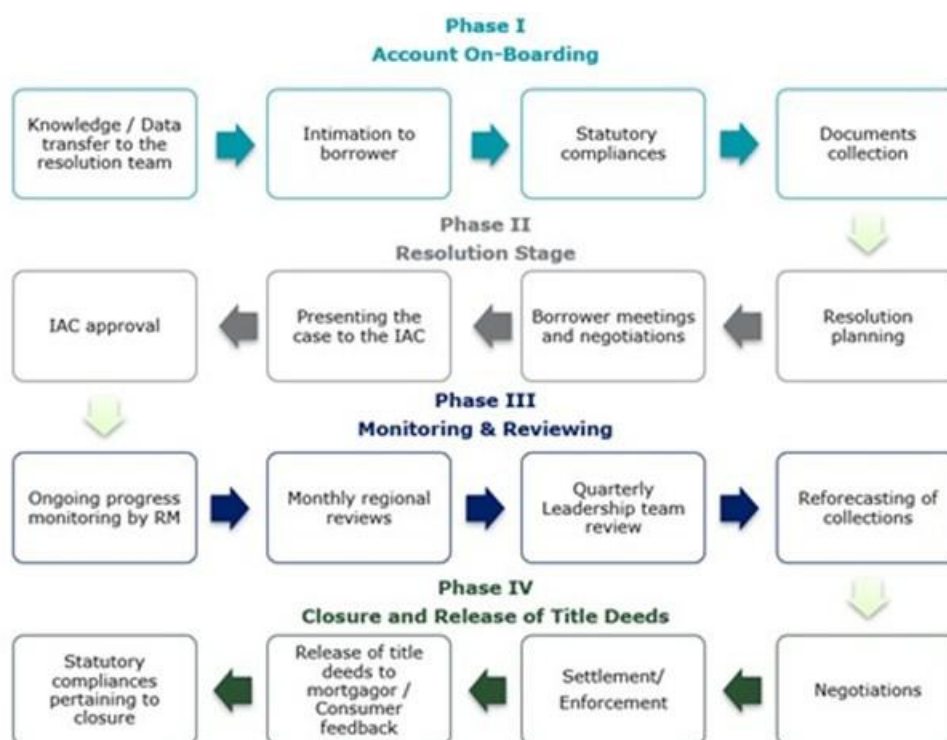 Phase I
Account On-Boarding
Knowledge / Data
transfer to the
resolution team
Intimation to
borrower
Statutory
compliances
Documents
collection
Phase II
Resolution Stage
Resolution
planning
Borrower meetings
and negotiations
Presenting the
case to the IAC
IAC approval
Phase III
Monitoring & Reviewing
Ongoing progress
monitoring by RM
Monthly regional
reviews
Quarterly
Leadership team
review
Reforecasting of
collections
Phase IV
Closure and Release of Title Deeds
Negotiations
Settlement/
Enforcement
Release of title
deeds to
mortgagor /
Consumer
feedback
Statutory
compliances
pertaining to
closure